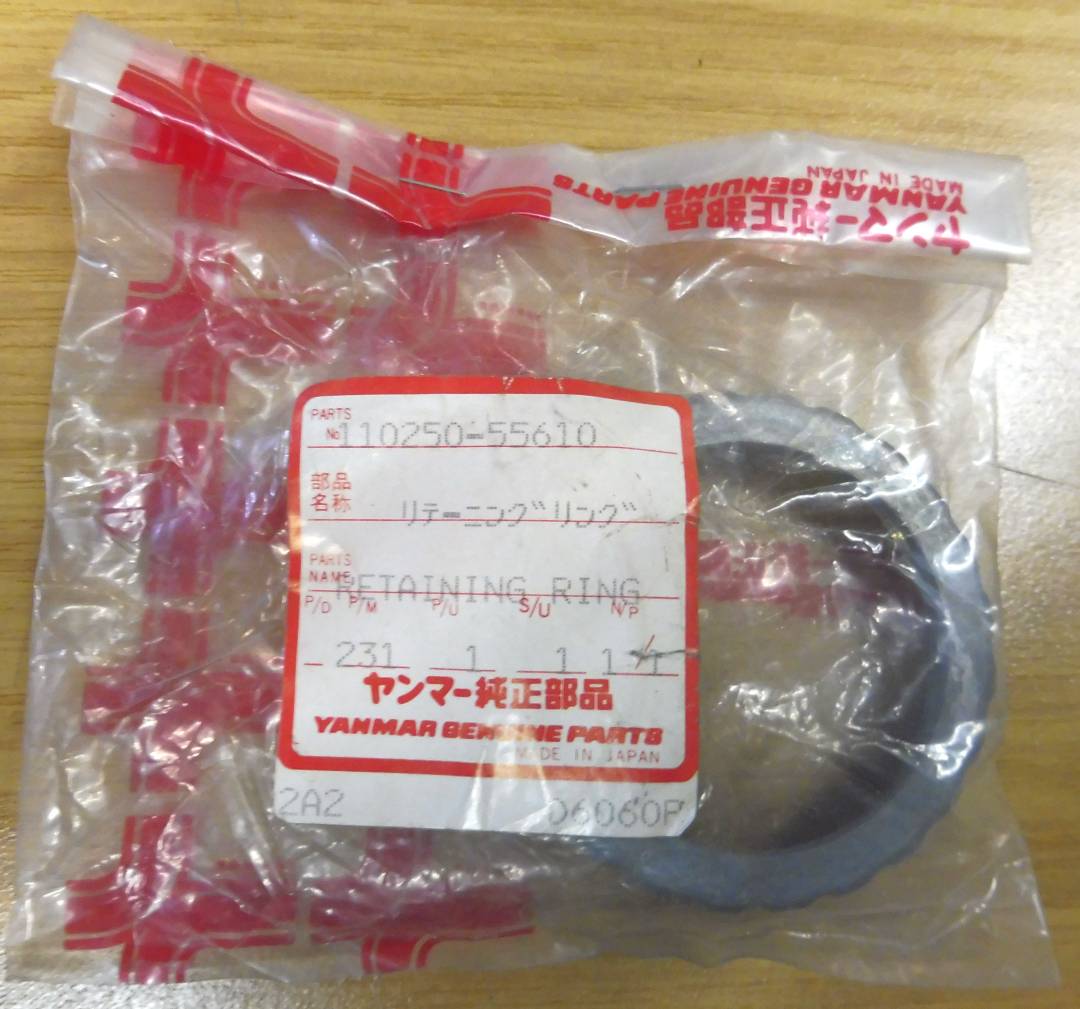 ヤンマー純正部品
YANMAR GENUINE PARTS
MADE IN JAPAN
PARTS
No 110250-55610
部品
名称 リテーニング゛リング゛
PARTS
NAME RETAINING RING
P/D P/M P/U S/U N/P
231 1 1 1
ヤンマー純正部品
YANMAR GENUINE PARTS
MADE IN JAPAN
2A2 06060P